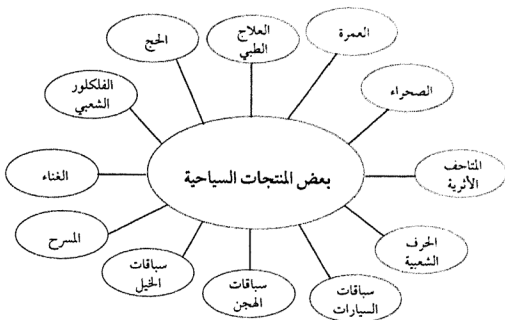 العمرة
العلاج
الطبي
الحج
الصحراء
الفلكلور
الشعبي
المتاحف
الأثرية
بعض المنتجات السياحية
الغناء
الحرف
الشعبية
المسرح
سباقات
الخيل
سباقات
الهجن
سباقات
السيارات